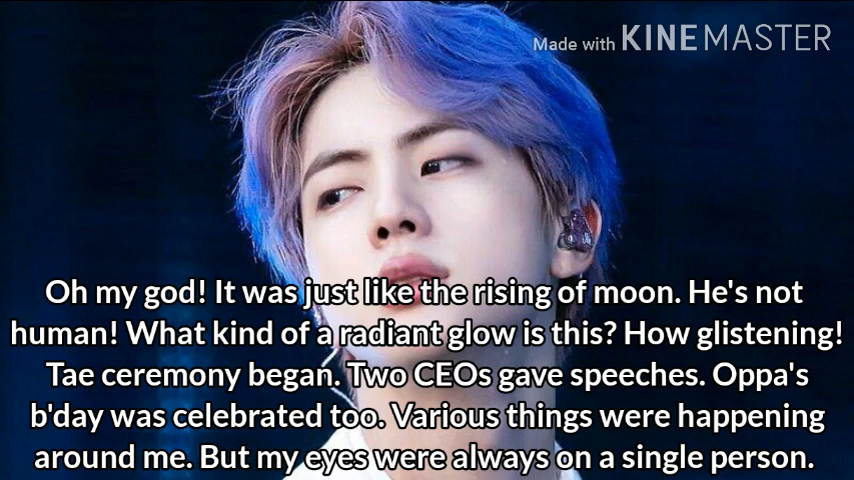 Made with KINEMASTER
Oh my god! It was just like the rising of moon. He's not
human! What kind of a radiant glow is this? How glistening!
Tae ceremony began. Two CEOs gave speeches. Oppa's
b'day was celebrated too. Various things were happening
around me. But my eyes were always on a single person.